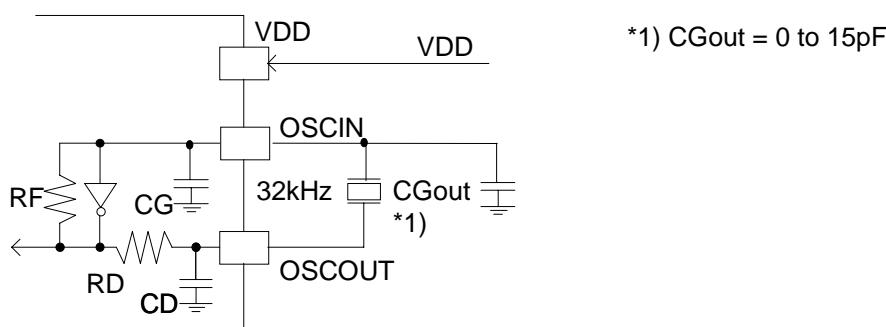 VDD
VDD
*1) CGout = 0 to 15pF
OSCIN
RF
CG
32kHz
CGout
*1)
RD
OSCOUT
CD